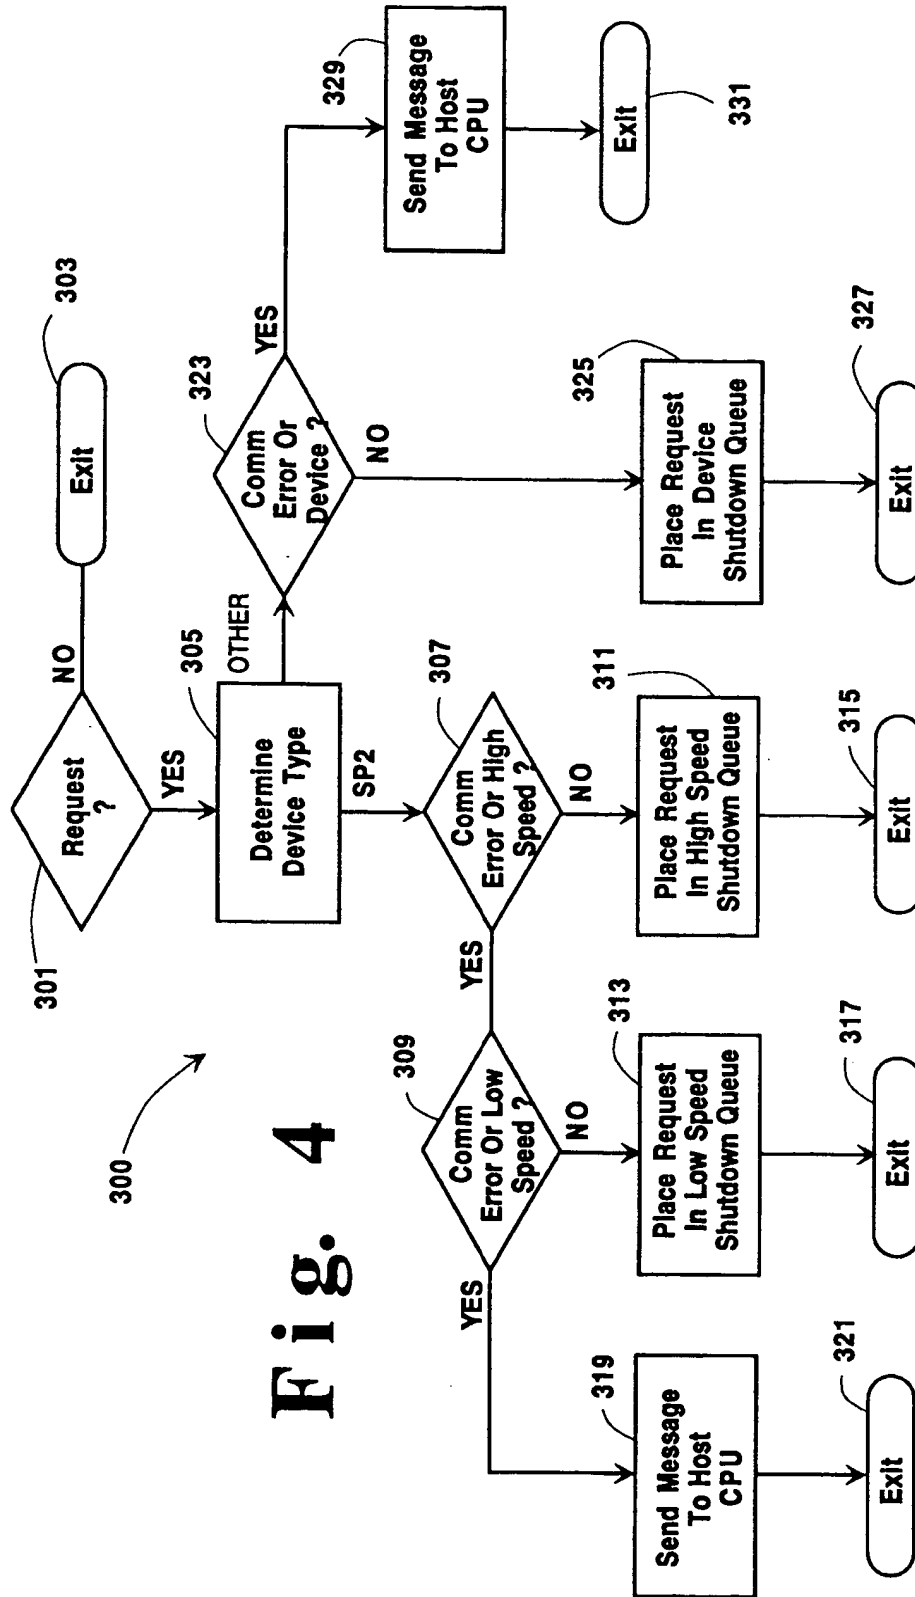 301
Request
?
NO
Exit
303
YES
305
Determine
Device Type
OTHER
SP2
323
Comm
Error Or
Device ?
YES
NO
329
Send Message
To Host
CPU
Exit
331
325
Place Request
In Device
Shutdown Queue
Exit
327
307
Comm
Error Or High
Speed ?
YES
NO
311
Place Request
In High Speed
Shutdown Queue
Exit
315
309
Comm
Error Or Low
Speed ?
YES
NO
313
Place Request
In Low Speed
Shutdown Queue
Exit
317
319
Send Message
To Host
CPU
Exit
321
300
Fig. 4